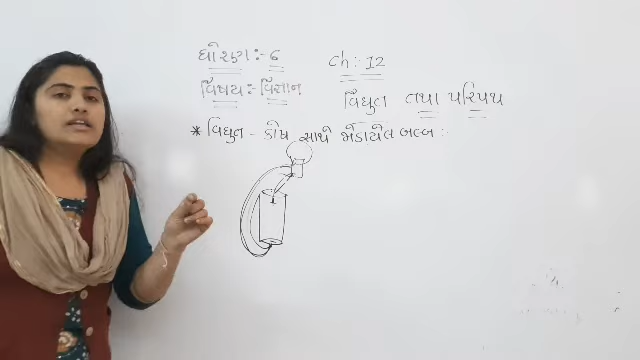 ધોરણ :- 6
Ch : 12
વિષય :- વિજ્ઞાન
વિદ્યુત તથા પરિપથ
* વિદ્યુત - કોષ સાથે જોડાયેલ બલ્બ :